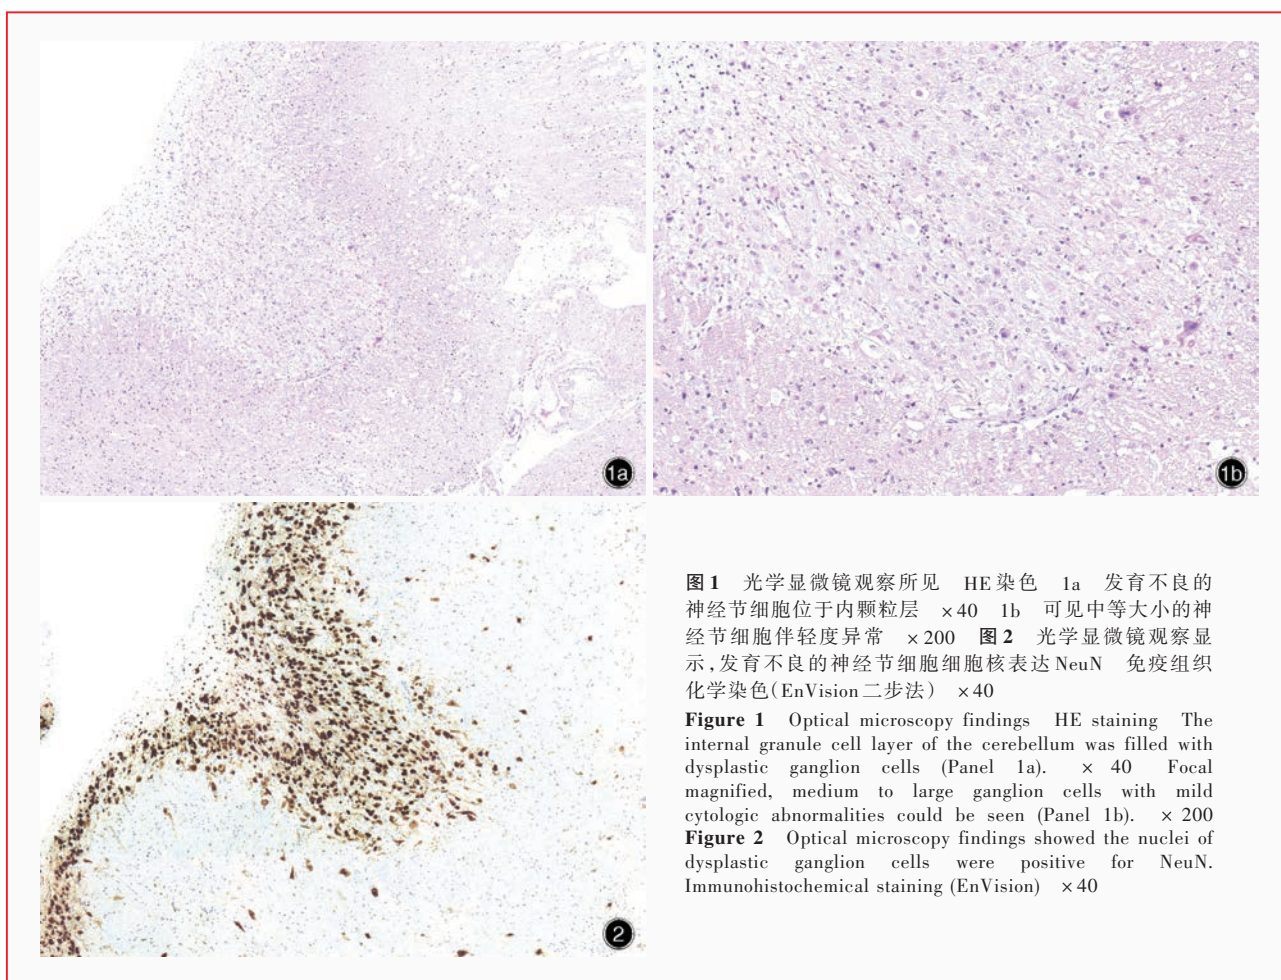 1a
1b
2
图1 光学显微镜观察所见 HE染色 1a 发育不良的
神经节细胞位于内颗粒层 ×40 1b 可见中等大小的神
经节细胞伴轻度异常 ×200 图2 光学显微镜观察显
示,发育不良的神经节细胞细胞核表达NeuN 免疫组织
化学染色(EnVision二步法) ×40
Figure 1 Optical microscopy findings HE staining The
internal granule cell layer of the cerebellum was filled with
dysplastic ganglion cells (Panel 1a). × 40 Focal
magnified, medium to large ganglion cells with mild
cytologic abnormalities could be seen (Panel 1b). × 200
Figure 2 Optical microscopy findings showed the nuclei of
dysplastic ganglion cells were positive for NeuN.
Immunohistochemical staining (EnVision) ×40